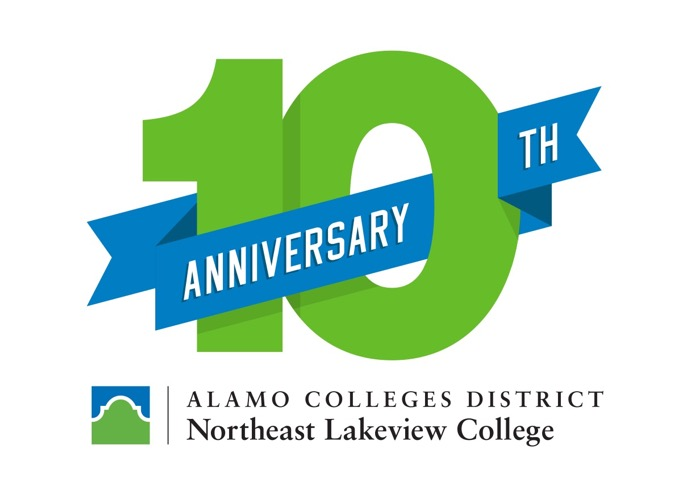 10
TH
ANNIVERSARY
ALAMO COLLEGES DISTRICT
Northeast Lakeview College